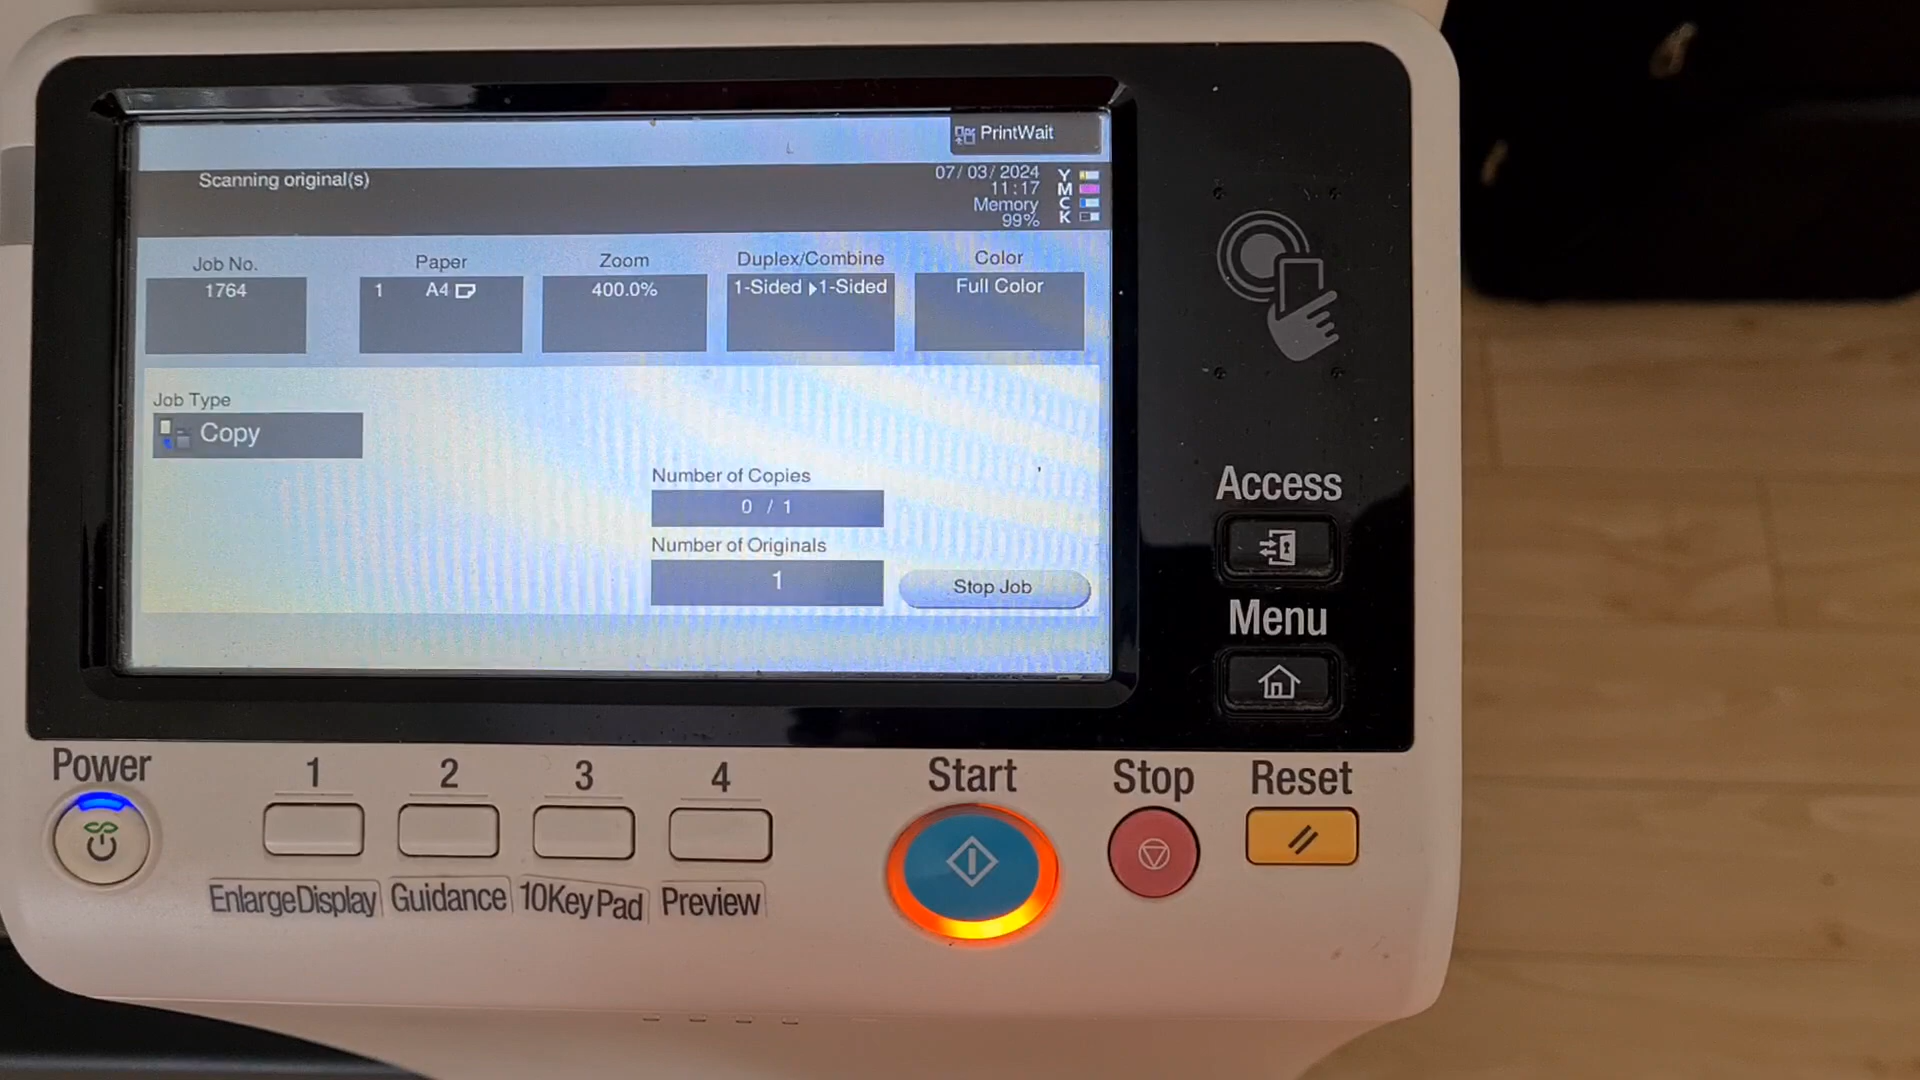 PrintWait
Scanning original(s)
07/03/2024
11:17
Memory
99%
Y
M
C
K
Job No.
1764
Paper
1 A4
Zoom
400.0%
Duplex/Combine
1-Sided ▶1-Sided
Color
Full Color
Job Type
Copy
Number of Copies
0 / 1
Number of Originals
1
Stop Job
Access
Menu
Power
1
2
3
4
Start
Stop
Reset
EnlargeDisplay
Guidance
10KeyPad
Preview